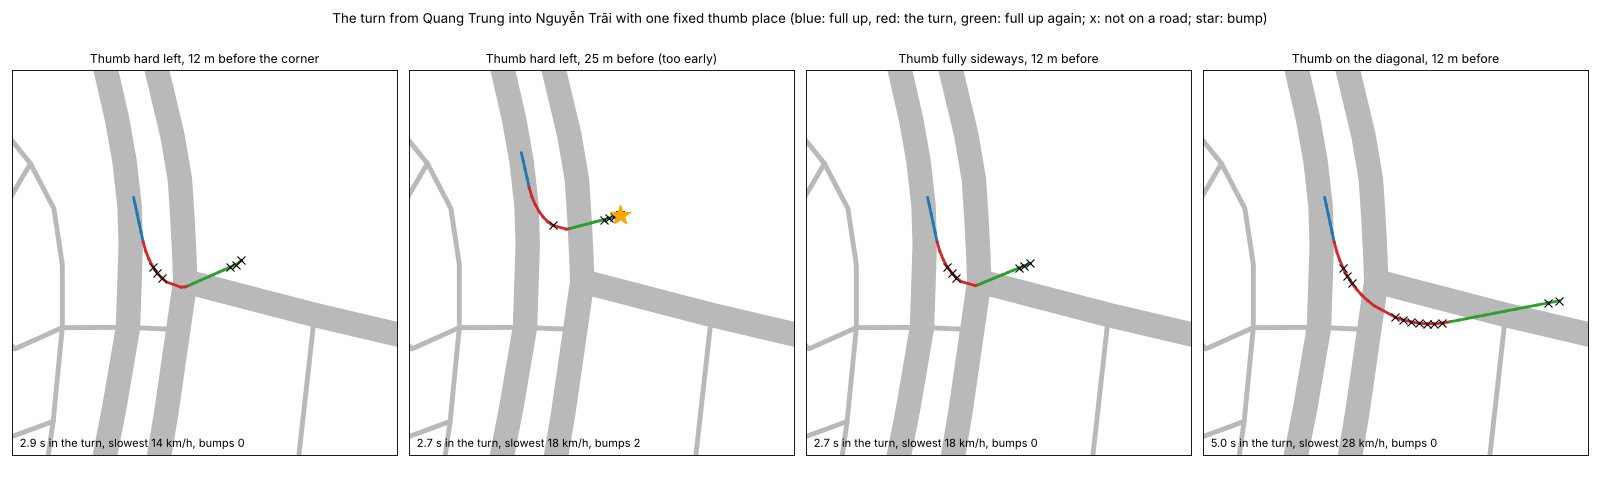 The turn from Quang Trung into Nguyễn Trãi with one fixed thumb place (blue: full up, red: the turn, green: full up again; x: not on a road; star: bump)
Thumb hard left, 12 m before the corner
Thumb hard left, 25 m before (too early)
Thumb fully sideways, 12 m before
Thumb on the diagonal, 12 m before
2.9 s in the turn, slowest 14 km/h, bumps 0
2.7 s in the turn, slowest 18 km/h, bumps 2
2.7 s in the turn, slowest 18 km/h, bumps 0
5.0 s in the turn, slowest 28 km/h, bumps 0